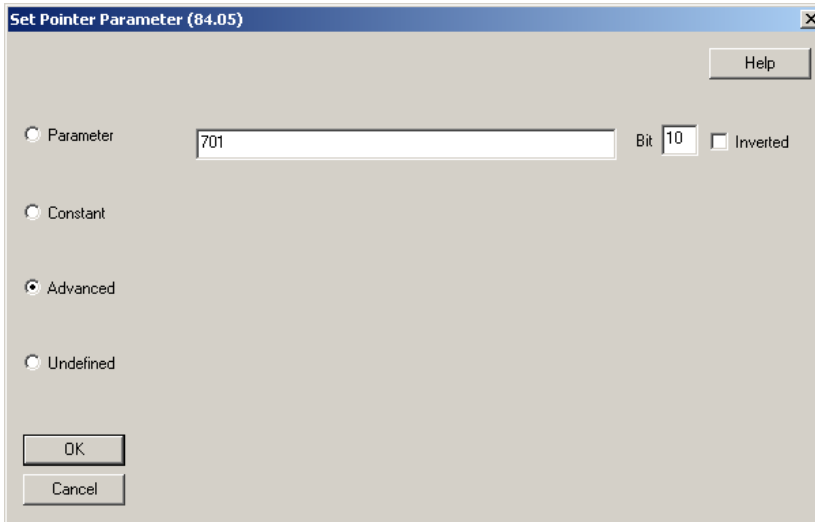 Set Pointer Parameter (84.05)
Help
Parameter 701 Bit 10 Inverted
Constant
Advanced
Undefined
OK
Cancel